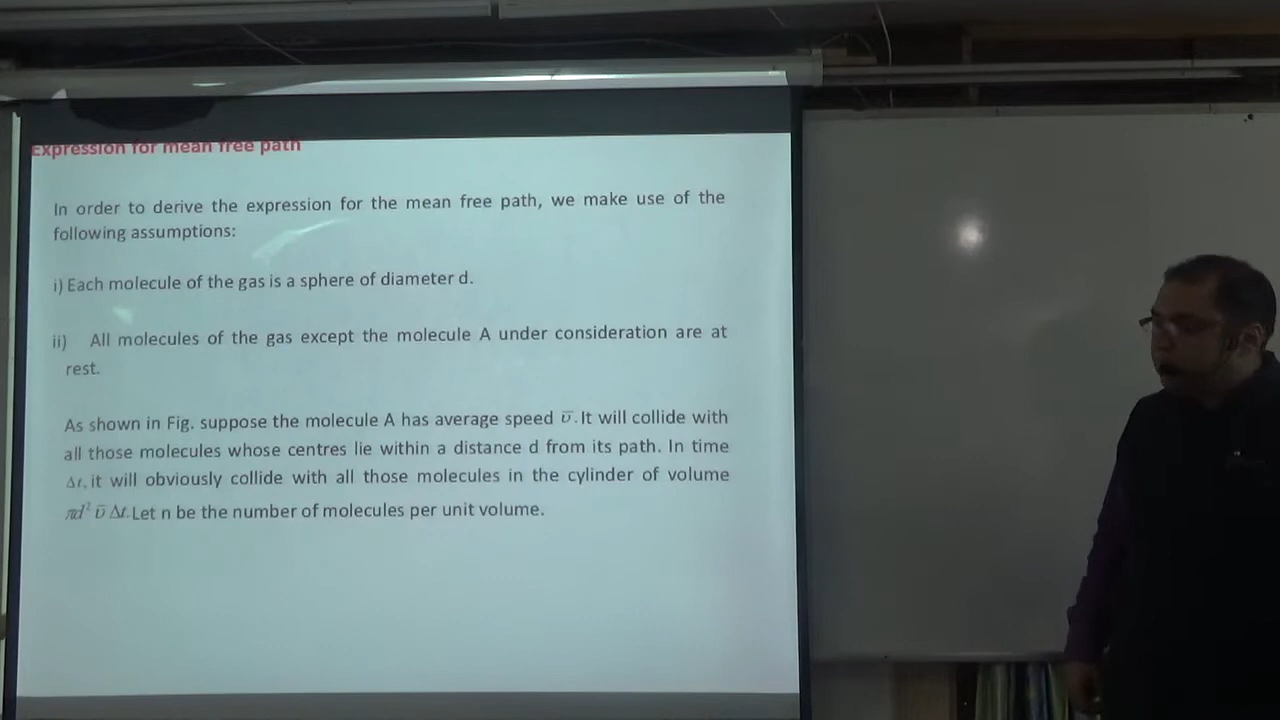 Expression for mean free path
In order to derive the expression for the mean free path, we make use of the
following assumptions:
i) Each molecule of the gas is a sphere of diameter d.
ii) All molecules of the gas except the molecule A under consideration are at
rest.
As shown in Fig. suppose the molecule A has average speed ῡ. It will collide with
all those molecules whose centres lie within a distance d from its path. In time
Δt, it will obviously collide with all those molecules in the cylinder of volume
πd² ῡ Δt. Let n be the number of molecules per unit volume.